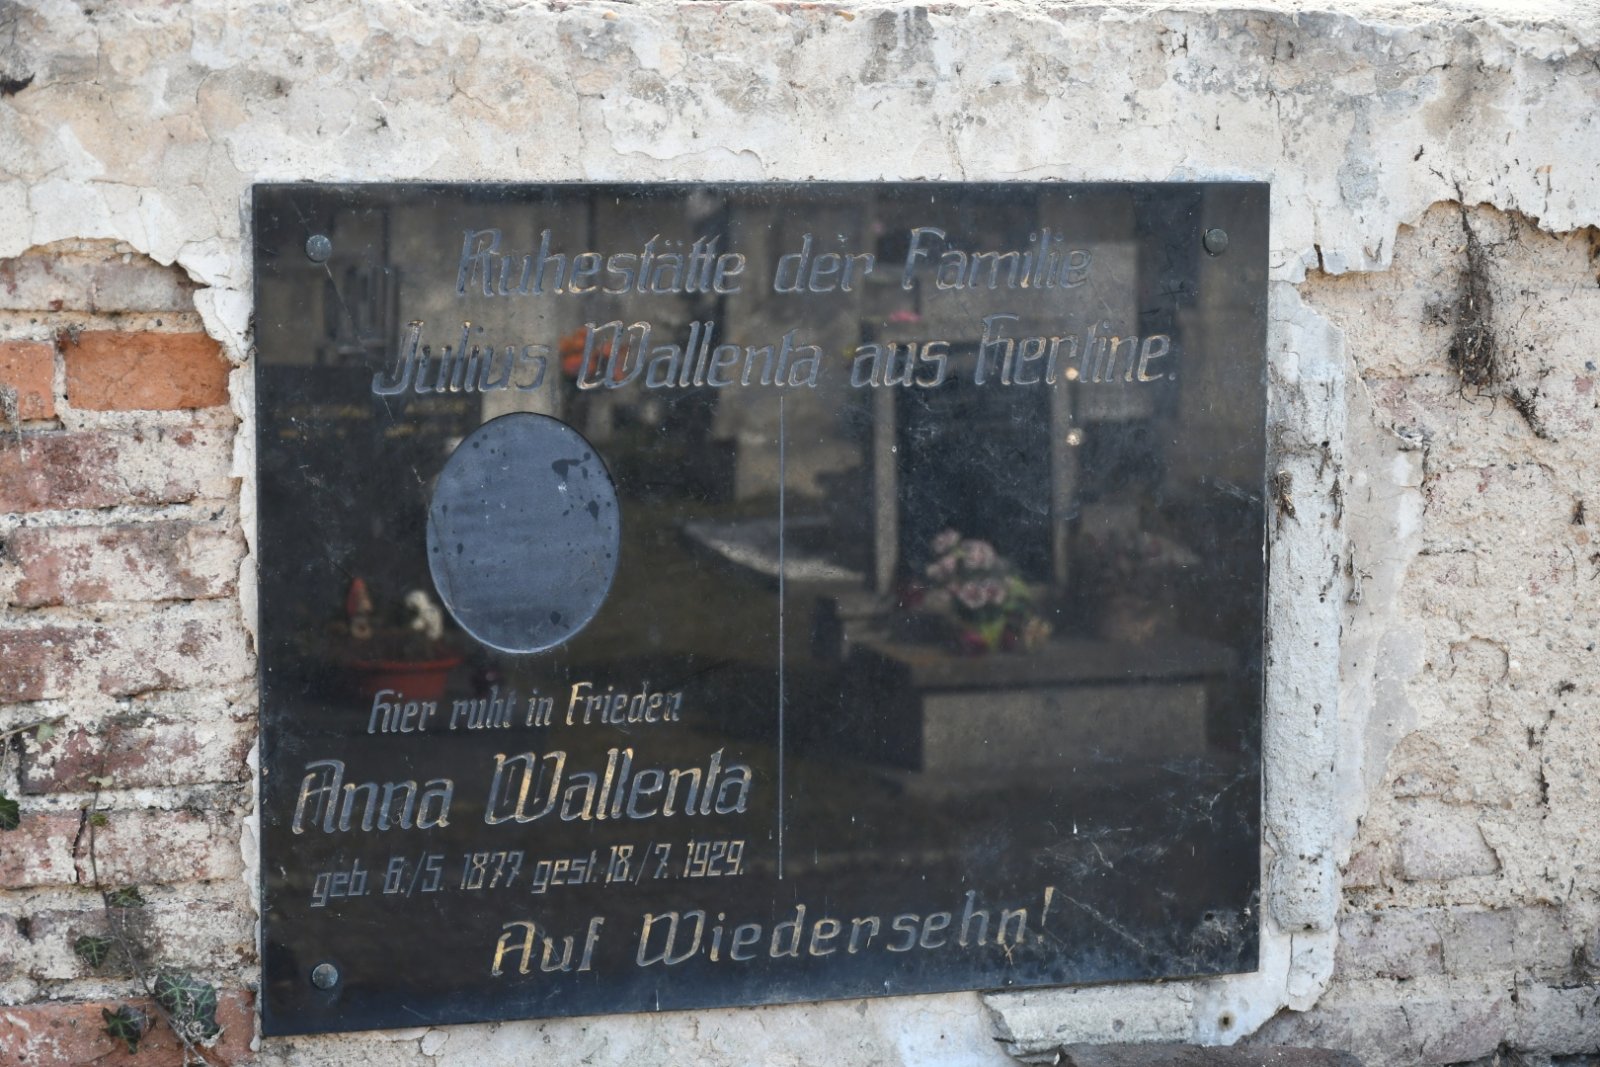 Ruhestätte der Familie
Julius Wallenta aus Hertine.
Hier ruht in Frieden
Anna Wallenta
geb. 6./5. 1877 gest. 18./7. 1929.
Auf Wiedersehn!